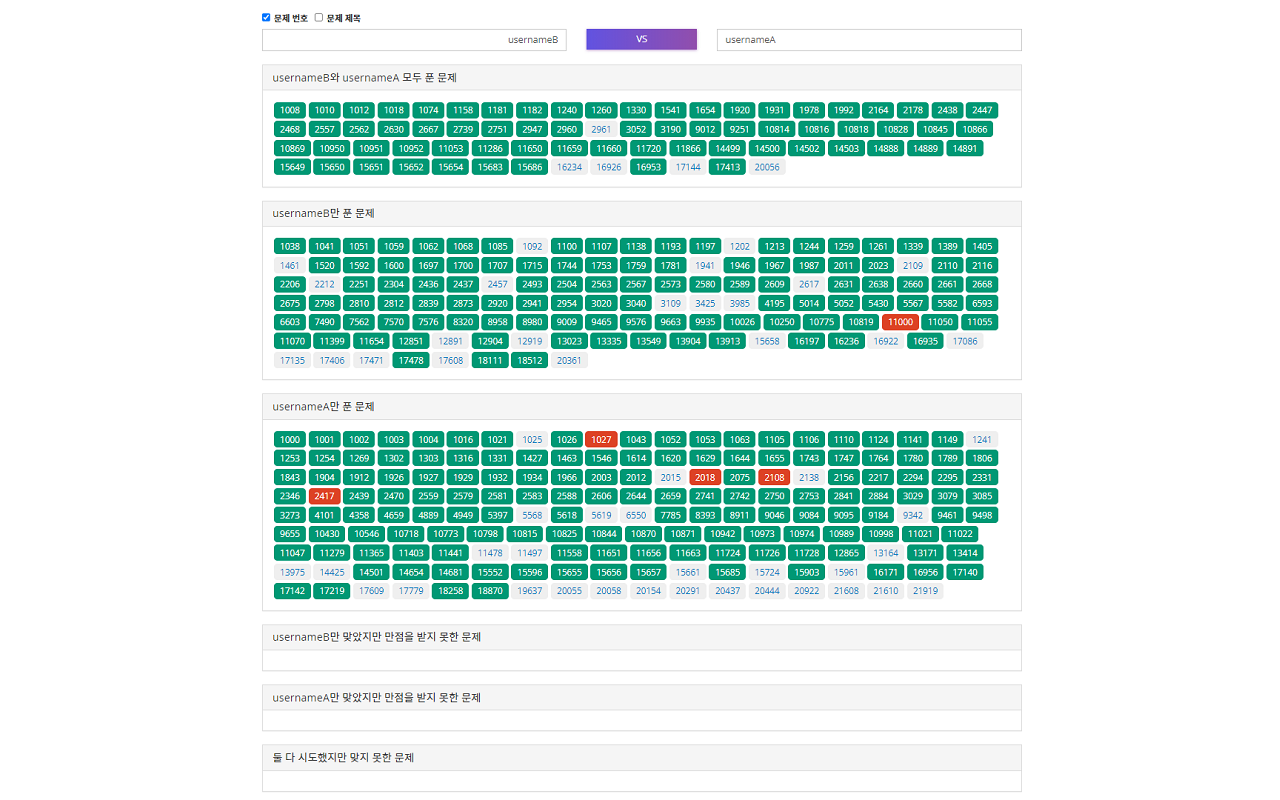 문제 번호 문제 제목
usernameB VS usernameA
usernameB와 usernameA 모두 푼 문제
1008 1010 1012 1018 1074 1158 1181 1182 1240 1260 1330 1541 1654 1920 1931 1978 1992 2164 2178 2438 2447
2468 2557 2562 2630 2667 2739 2751 2947 2960 2961 3052 3190 9012 9251 10814 10816 10818 10828 10845 10866
10869 10950 10951 10952 11053 11286 11650 11659 11660 11720 11866 14499 14500 14502 14503 14888 14889 14891
15649 15650 15651 15652 15654 15683 15686 16234 16926 16953 17144 17413 20056
usernameB만 푼 문제
1038 1041 1051 1059 1062 1068 1085 1092 1100 1107 1138 1193 1197 1202 1213 1244 1259 1261 1339 1389 1405
1461 1520 1592 1600 1697 1700 1707 1715 1744 1753 1759 1781 1941 1946 1967 1987 2011 2023 2109 2110 2116
2206 2212 2251 2304 2436 2437 2457 2493 2504 2563 2567 2573 2580 2589 2609 2617 2631 2638 2660 2661 2668
2675 2798 2810 2812 2839 2873 2920 2941 2954 3020 3040 3109 3425 3985 4195 5014 5052 5430 5567 5582 6593
6603 7490 7562 7570 7576 8320 8958 8980 9009 9465 9576 9663 9935 10026 10250 10775 10819 11000 11050 11055
11070 11399 11654 12851 12891 12904 12919 13023 13335 13549 13904 13913 15658 16197 16236 16922 16935 17086
17135 17406 17471 17478 17608 18111 18512 20361
usernameA만 푼 문제
1000 1001 1002 1003 1004 1016 1021 1025 1026 1027 1043 1052 1053 1063 1105 1106 1110 1124 1141 1149 1241
1253 1254 1269 1302 1303 1316 1331 1427 1463 1546 1614 1620 1629 1644 1655 1743 1747 1764 1780 1789 1806
1843 1904 1912 1926 1927 1929 1932 1934 1966 2003 2012 2015 2018 2075 2108 2138 2156 2217 2294 2295 2331
2346 2417 2439 2470 2559 2579 2581 2583 2588 2606 2644 2659 2741 2742 2750 2753 2841 2884 3029 3079 3085
3273 4101 4358 4659 4889 4949 5397 5568 5618 5619 6550 7785 8393 8911 9046 9084 9095 9184 9342 9461 9498
9655 10430 10546 10718 10773 10798 10815 10825 10844 10870 10871 10942 10973 10974 10989 10998 11021 11022
11047 11279 11365 11403 11441 11478 11497 11558 11651 11656 11663 11724 11726 11728 12865 13164 13171 13414
13975 14425 14501 14654 14681 15552 15596 15655 15656 15657 15661 15685 15724 15903 15961 16171 16956 17140
17142 17219 17609 17779 18258 18870 19637 20055 20058 20154 20291 20437 20444 20922 21608 21610 21919
usernameB만 맞았지만 만점을 받지 못한 문제
usernameA만 맞았지만 만점을 받지 못한 문제
둘 다 시도했지만 맞지 못한 문제